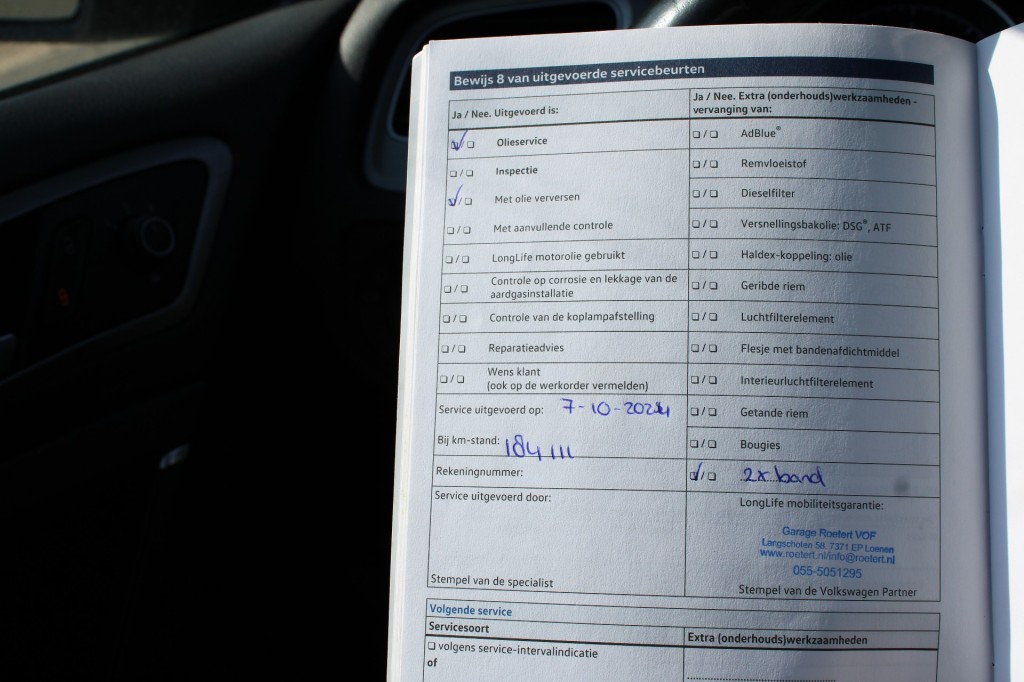 Bewijs 8 van uitgevoerde servicebeurten
Ja / Nee. Uitgevoerd is:
☑/❏ Olieservice
❏/❏ Inspectie
☑/❏ Met olie verversen
❏/❏ Met aanvullende controle
❏/❏ LongLife motorolie gebruikt
❏/❏ Controle op corrosie en lekkage van de
aardgasinstallatie
❏/❏ Controle van de koplampafstelling
❏/❏ Reparatieadvies
❏/❏ Wens klant
(ook op de werkorder vermelden)
Service uitgevoerd op: 7-10-2024
Bij km-stand: 184111
Rekeningnummer:
Service uitgevoerd door:
Stempel van de specialist
Ja / Nee. Extra (onderhouds)werkzaamheden -
vervanging van:
❏/❏ AdBlue®
❏/❏ Remvloeistof
❏/❏ Dieselfilter
❏/❏ Versnellingsbakolie: DSG®, ATF
❏/❏ Haldex-koppeling: olie
❏/❏ Geribde riem
❏/❏ Luchtfilterelement
❏/❏ Flesje met bandenafdichtmiddel
❏/❏ Interieurluchtfilterelement
❏/❏ Getande riem
❏/❏ Bougies
☑/❏ 2x band
LongLife mobiliteitsgarantie:
Garage Roetert VOF
Langscholen 58, 7371 EP Loenen
www.roetert.nl/info@roetert.nl
055-5051295
Stempel van de Volkswagen Partner
Volgende service
Servicesoort
❏ volgens service-intervalindicatie
of
Extra (onderhouds)werkzaamheden